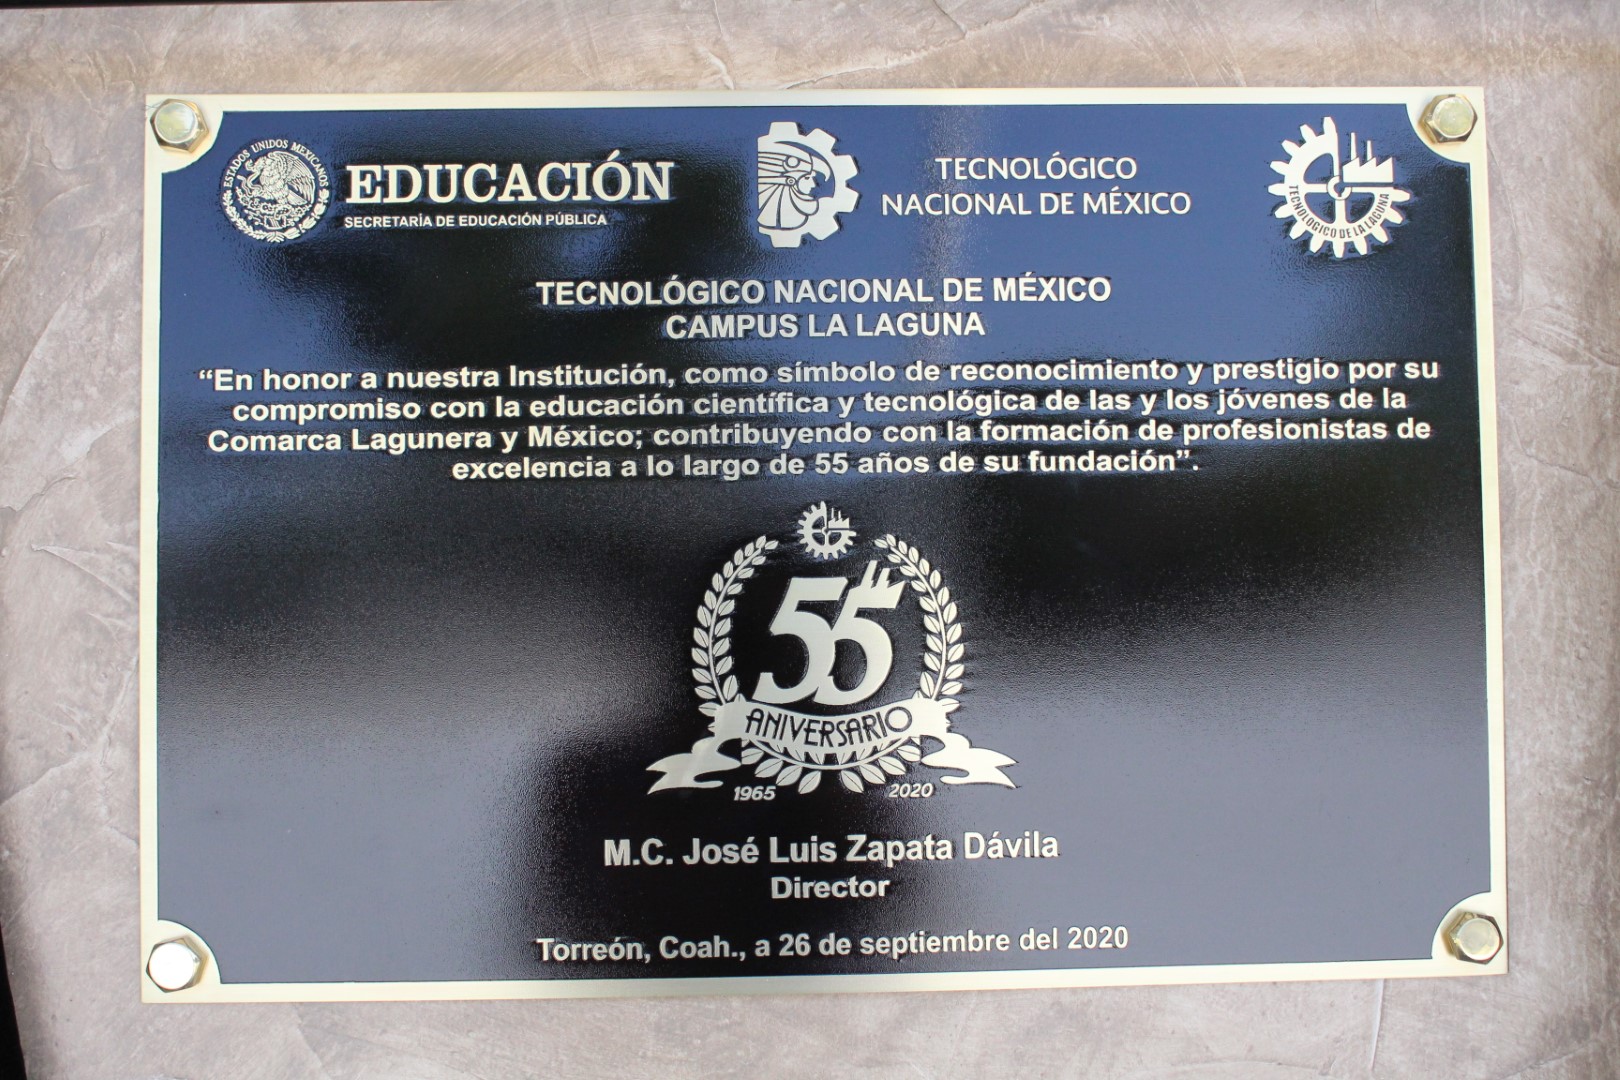 ESTADOS UNIDOS MEXICANOS
EDUCACIÓN
SECRETARÍA DE EDUCACIÓN PÚBLICA
TECNOLÓGICO
NACIONAL DE MÉXICO
TECNOLOGICO DE LA LAGUNA
TECNOLÓGICO NACIONAL DE MÉXICO
CAMPUS LA LAGUNA
“En honor a nuestra Institución, como símbolo de reconocimiento y prestigio por su
compromiso con la educación científica y tecnológica de las y los jóvenes de la
Comarca Lagunera y México; contribuyendo con la formación de profesionistas de
excelencia a lo largo de 55 años de su fundación”.
55
ANIVERSARIO
1965 2020
M.C. José Luis Zapata Dávila
Director
Torreón, Coah., a 26 de septiembre del 2020